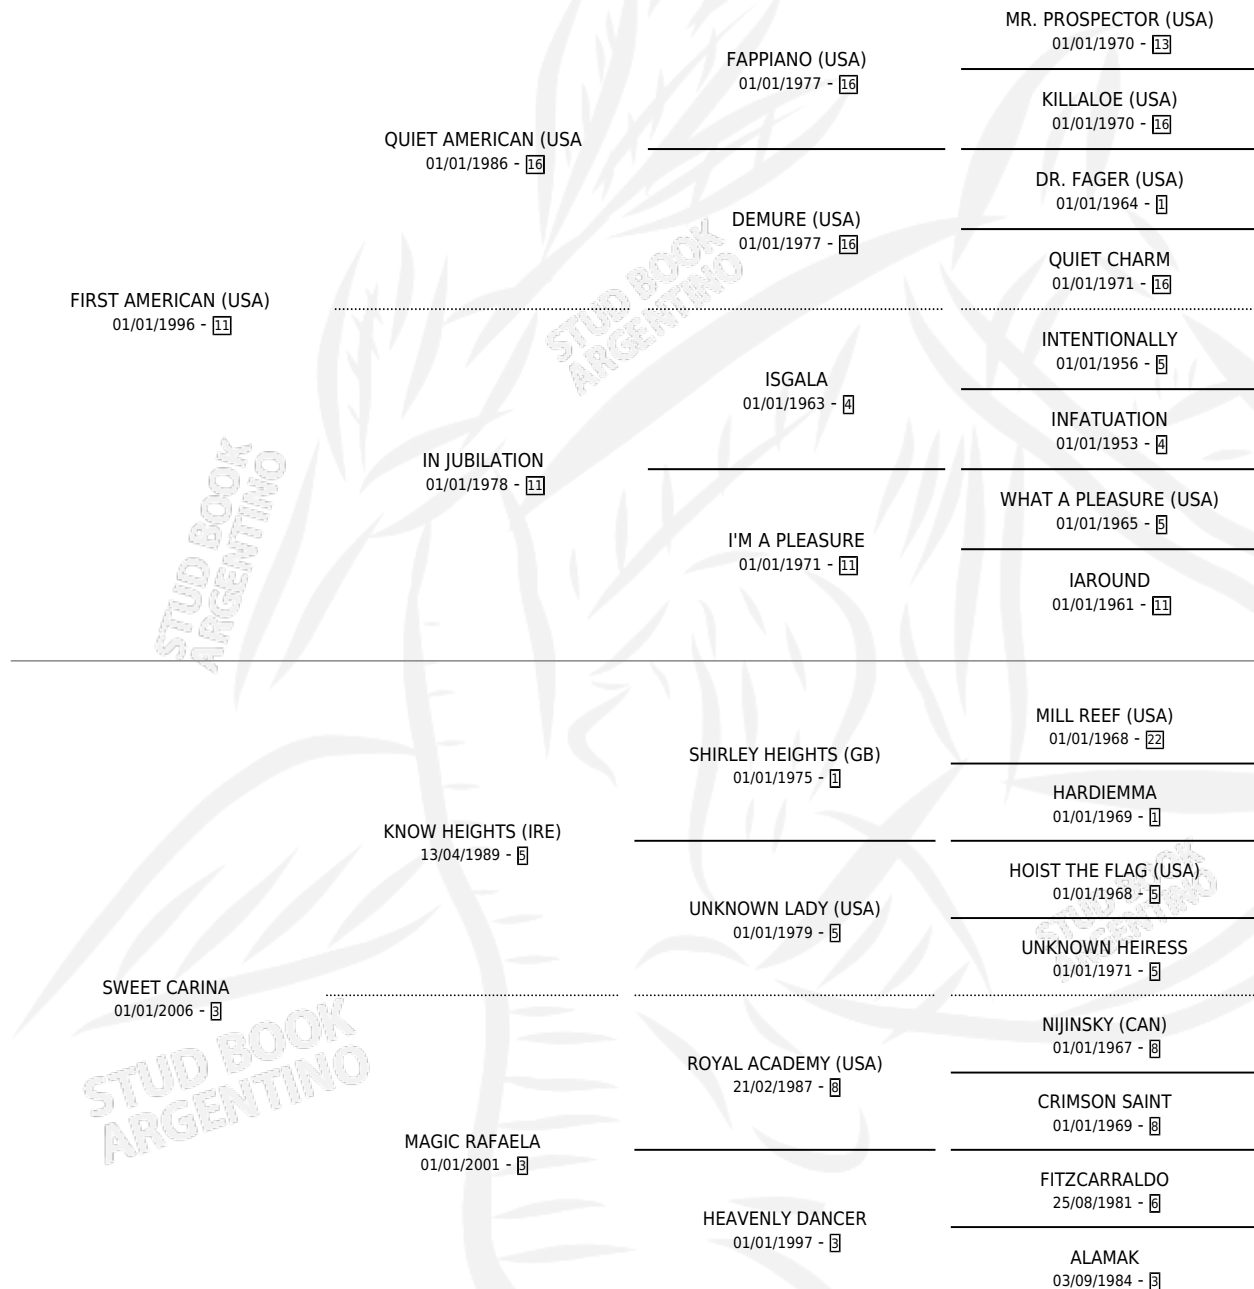 MR. PROSPECTOR (USA)
01/01/1970 - 13
FAPPIANO (USA)
01/01/1977 - 16
KILLALOE (USA)
01/01/1970 - 16
QUIET AMERICAN (USA
01/01/1986 - 16
DR. FAGER (USA)
01/01/1964 - 1
DEMURE (USA)
01/01/1977 - 16
QUIET CHARM
01/01/1971 - 16
FIRST AMERICAN (USA)
01/01/1996 - 11
INTENTIONALLY
01/01/1956 - 5
ISGALA
01/01/1963 - 4
INFATUATION
01/01/1953 - 4
IN JUBILATION
01/01/1978 - 11
WHAT A PLEASURE (USA)
01/01/1965 - 5
I'M A PLEASURE
01/01/1971 - 11
IAROUND
01/01/1961 - 11
MILL REEF (USA)
01/01/1968 - 22
SHIRLEY HEIGHTS (GB)
01/01/1975 - 1
HARDIEMMA
01/01/1969 - 1
KNOW HEIGHTS (IRE)
13/04/1989 - 5
HOIST THE FLAG (USA)
01/01/1968 - 5
UNKNOWN LADY (USA)
01/01/1979 - 5
UNKNOWN HEIRESS
01/01/1971 - 5
SWEET CARINA
01/01/2006 - 3
NIJINSKY (CAN)
01/01/1967 - 8
ROYAL ACADEMY (USA)
21/02/1987 - 8
CRIMSON SAINT
01/01/1969 - 8
MAGIC RAFAELA
01/01/2001 - 3
FITZCARRALDO
25/08/1981 - 6
HEAVENLY DANCER
01/01/1997 - 3
ALAMAK
03/09/1984 - 3
STUD BOOK
ARGENTINO
STUD BOOK
ARGENTINO
STUD BOOK
ARGENTINO
STUD BOOK
ARGENTINO